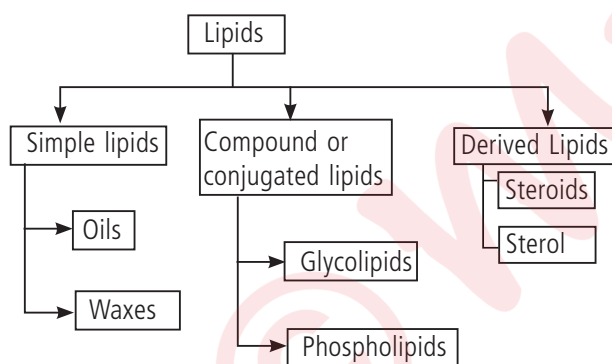 Lipids
Simple lipids
Oils
Waxes
Compound or
conjugated lipids
Glycolipids
Phospholipids
Derived Lipids
Steroids
Sterol